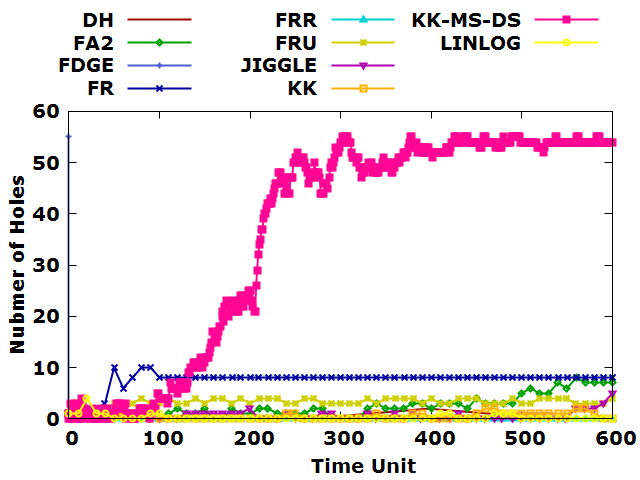 DH FRR KK-MS-DS
FA2 FRU LINLOG
FDGE JIGGLE
FR KK
60
50
40
30
20
10
0
0 100 200 300 400 500 600
Nubmer of Holes
Time Unit